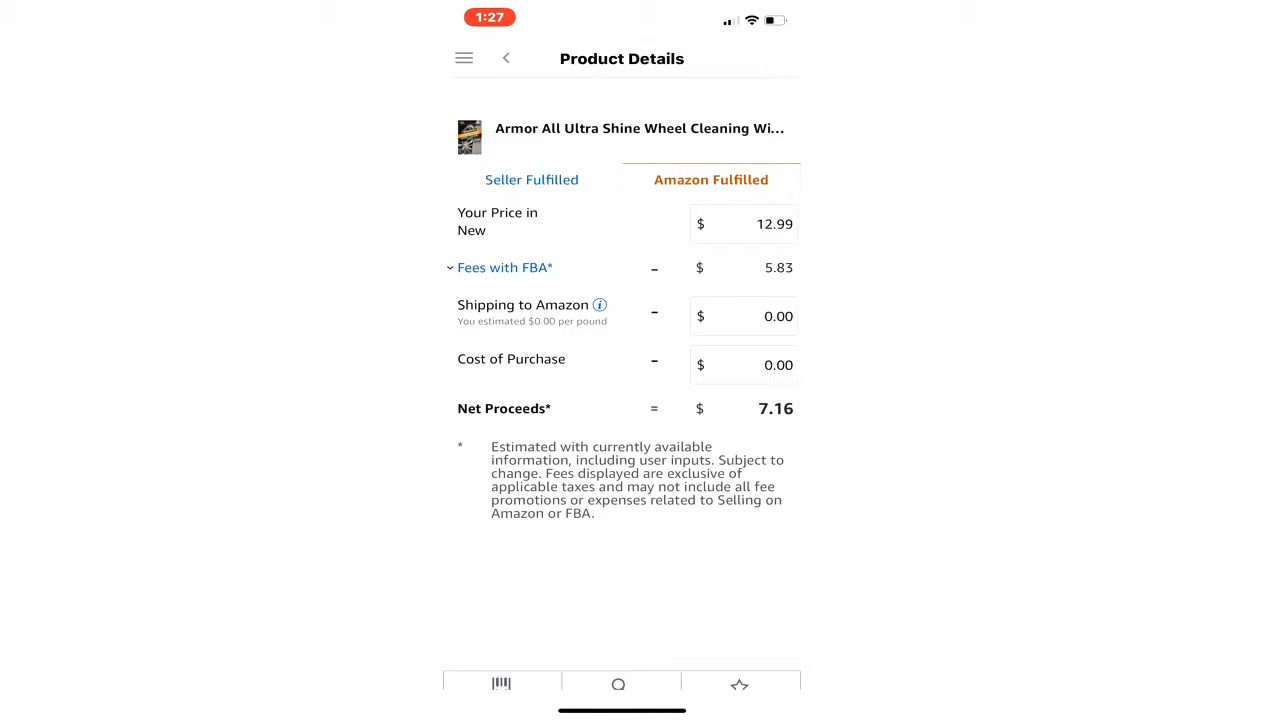 1:27
Product Details
Armor All Ultra Shine Wheel Cleaning Wi...
Seller Fulfilled
Amazon Fulfilled
Your Price in
New
$ 12.99
Fees with FBA* - $ 5.83
Shipping to Amazon - $ 0.00
You estimated $0.00 per pound
Cost of Purchase - $ 0.00
Net Proceeds* = $ 7.16
* Estimated with currently available
information, including user inputs. Subject to
change. Fees displayed are exclusive of
applicable taxes and may not include all fee
promotions or expenses related to Selling on
Amazon or FBA.